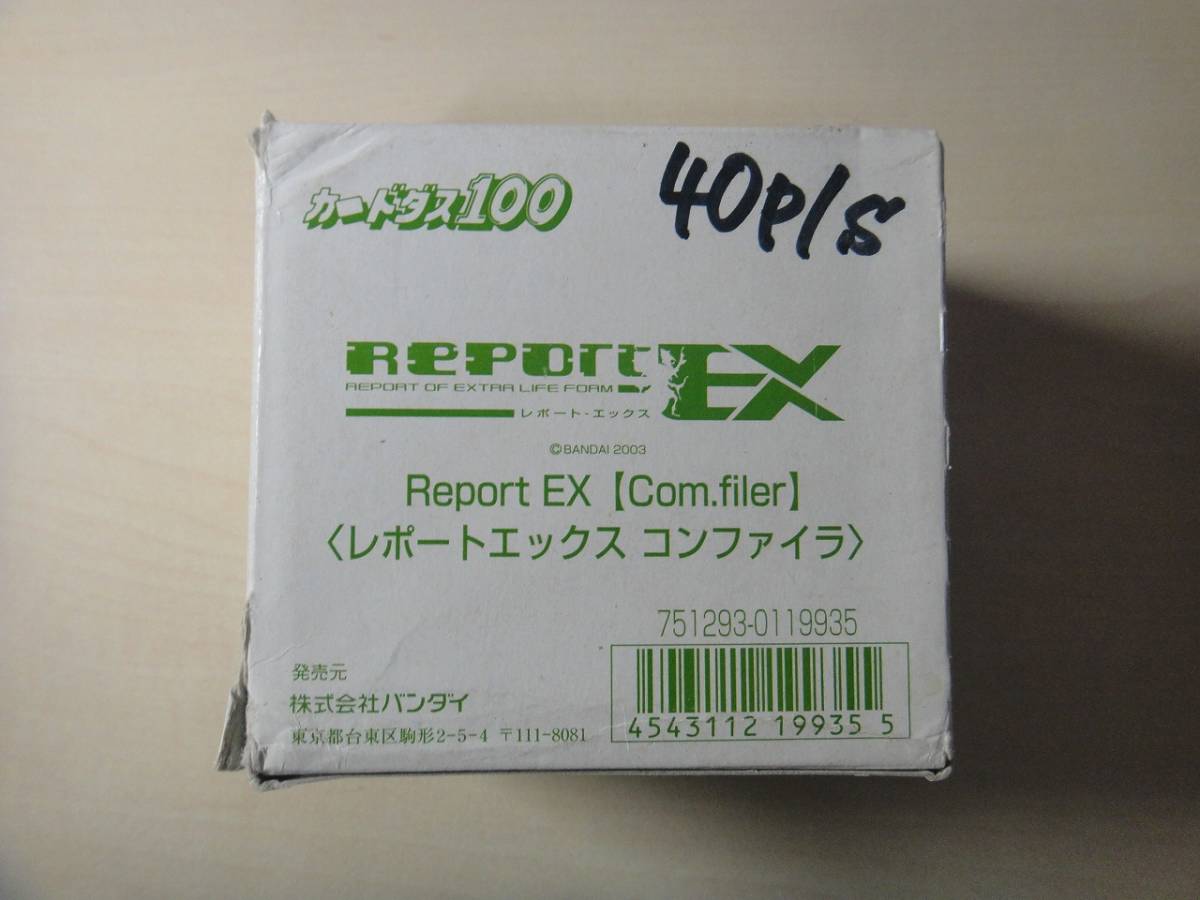 カードダス100
40P/S
REPORT EX
REPORT OF EXTRA LIFE FORM
レポート-エックス
©BANDAI 2003
Report EX【Com.filer】
〈レポートエックス コンファイラ〉
751293-0119935
4543112 19935 5
発売元
株式会社バンダイ
東京都台東区駒形2-5-4 〒111-8081